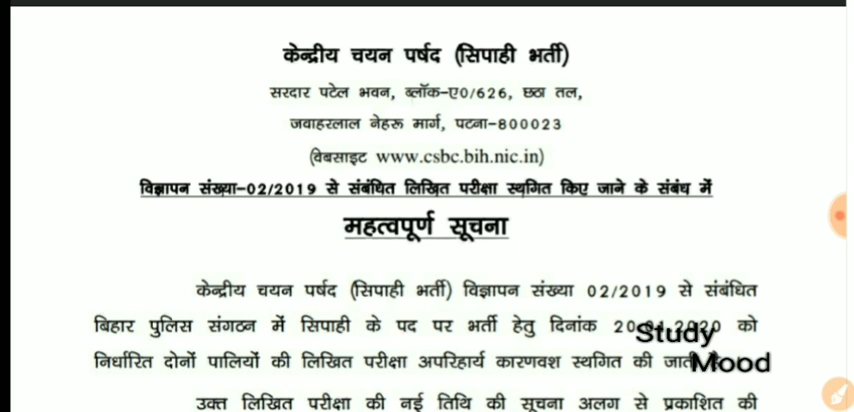 केन्द्रीय चयन पर्षद (सिपाही भर्ती)
सरदार पटेल भवन, ब्लॉक-ए0/626, छठा तल,
जवाहरलाल नेहरू मार्ग, पटना-800023
(वेबसाइट www.csbc.bih.nic.in)
विज्ञापन संख्या-02/2019 से संबंधित लिखित परीक्षा स्थगित किए जाने के संबंध में
महत्वपूर्ण सूचना
केन्द्रीय चयन पर्षद (सिपाही भर्ती) विज्ञापन संख्या 02/2019 से संबंधित
बिहार पुलिस संगठन में सिपाही के पद पर भर्ती हेतु दिनांक को
निर्धारित दोनों पालियों की लिखित परीक्षा अपरिहार्य कारणवश स्थगित की
Study
Mood
उक्त लिखित परीक्षा की नई तिथि की सूचना अलग से प्रकाशित की